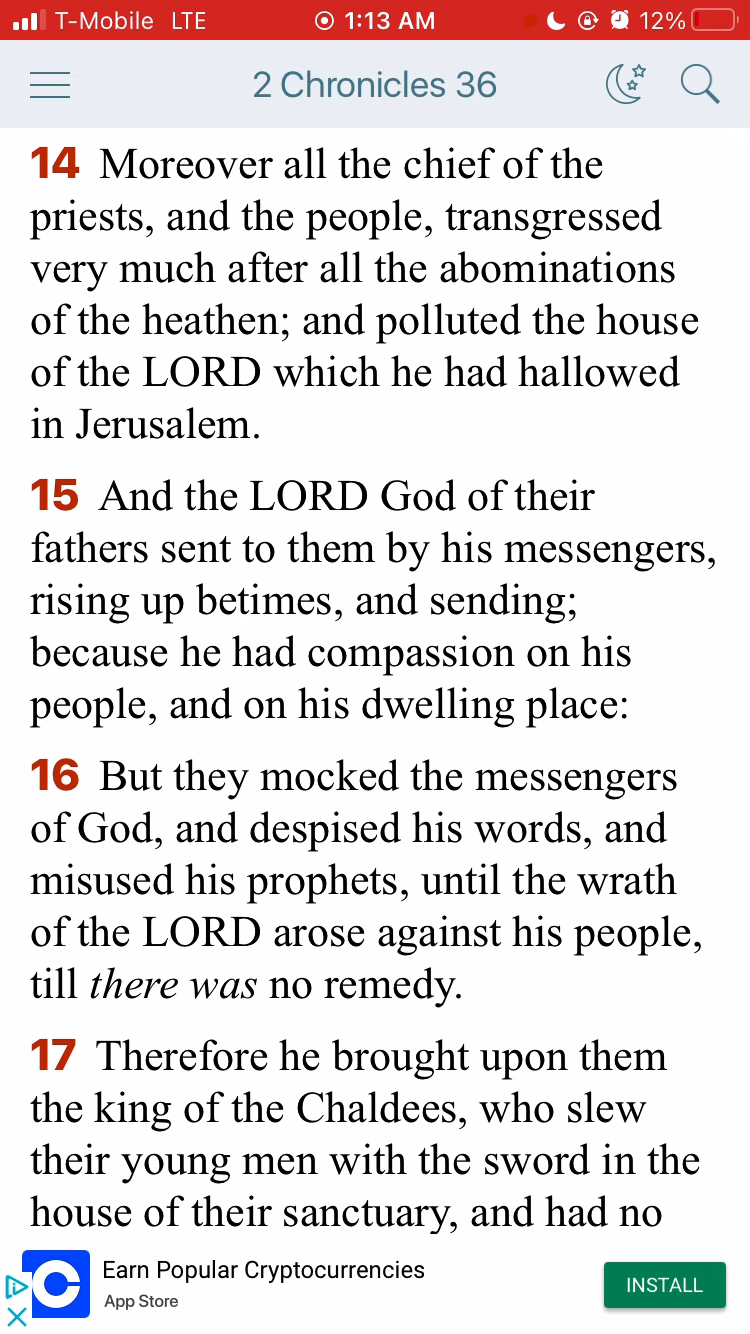 T-Mobile LTE 1:13 AM 12%
2 Chronicles 36
14 Moreover all the chief of the
priests, and the people, transgressed
very much after all the abominations
of the heathen; and polluted the house
of the LORD which he had hallowed
in Jerusalem.
15 And the LORD God of their
fathers sent to them by his messengers,
rising up betimes, and sending;
because he had compassion on his
people, and on his dwelling place:
16 But they mocked the messengers
of God, and despised his words, and
misused his prophets, until the wrath
of the LORD arose against his people,
till there was no remedy.
17 Therefore he brought upon them
the king of the Chaldees, who slew
their young men with the sword in the
house of their sanctuary, and had no
Earn Popular Cryptocurrencies
App Store
INSTALL